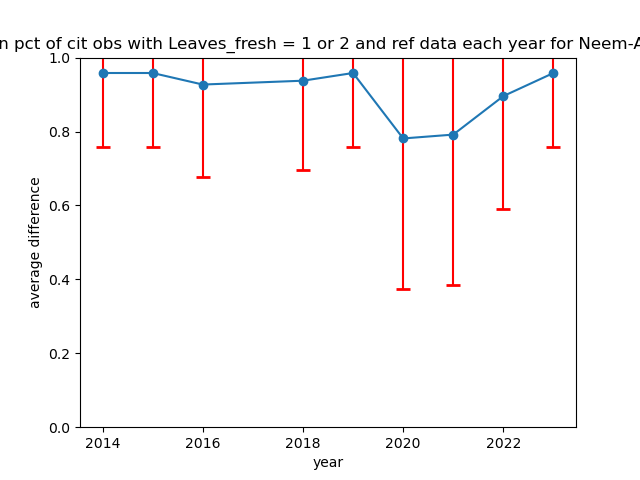 n pct of cit obs with Leaves_fresh = 1 or 2 and ref data each year for Neem-A
1.0
0.8
0.6
0.4
0.2
0.0
average difference
2014 2016 2018 2020 2022
year